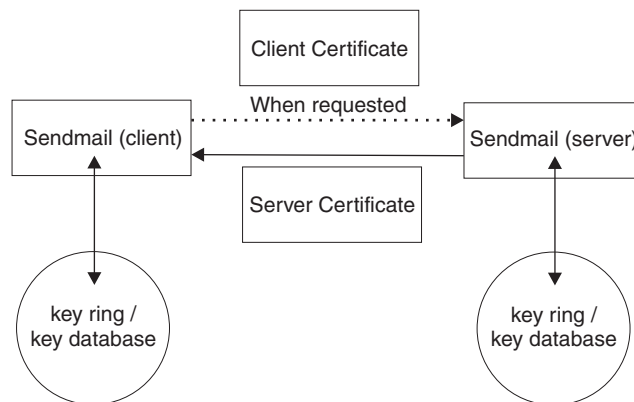 Client Certificate
When requested
Sendmail (client)
Sendmail (server)
Server Certificate
key ring /
key database
key ring /
key database